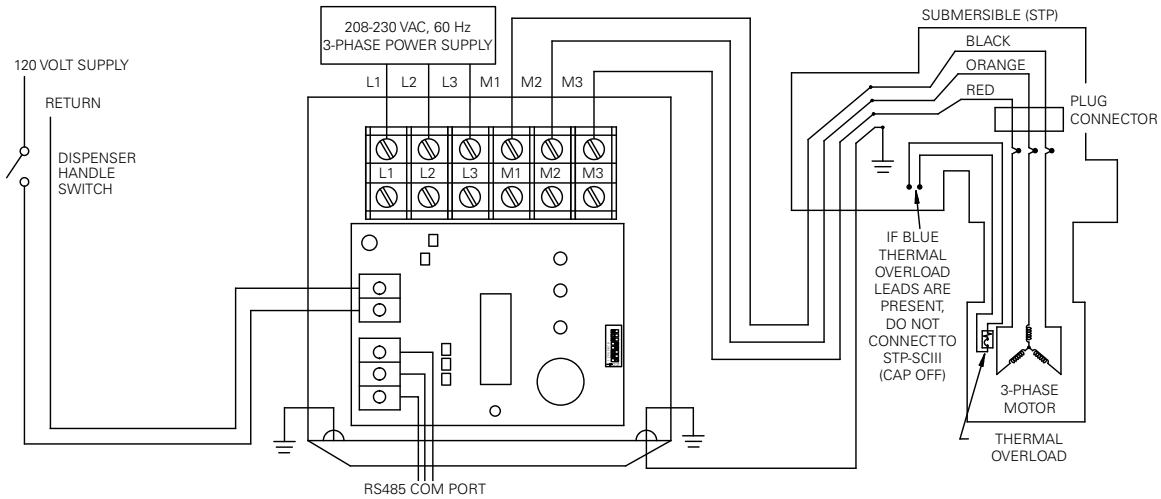 208-230 VAC, 60 Hz
3-PHASE POWER SUPPLY
SUBMERSIBLE (STP)
BLACK
ORANGE
RED
PLUG
CONNECTOR
120 VOLT SUPPLY
RETURN
DISPENSER
HANDLE
SWITCH
L1 L2 L3 M1 M2 M3
L1 L2 L3 M1 M2 M3
IF BLUE
THERMAL
OVERLOAD
LEADS ARE
PRESENT,
DO NOT
CONNECT TO
STP-SCIII
(CAP OFF)
3-PHASE
MOTOR
THERMAL
OVERLOAD
RS485 COM PORT